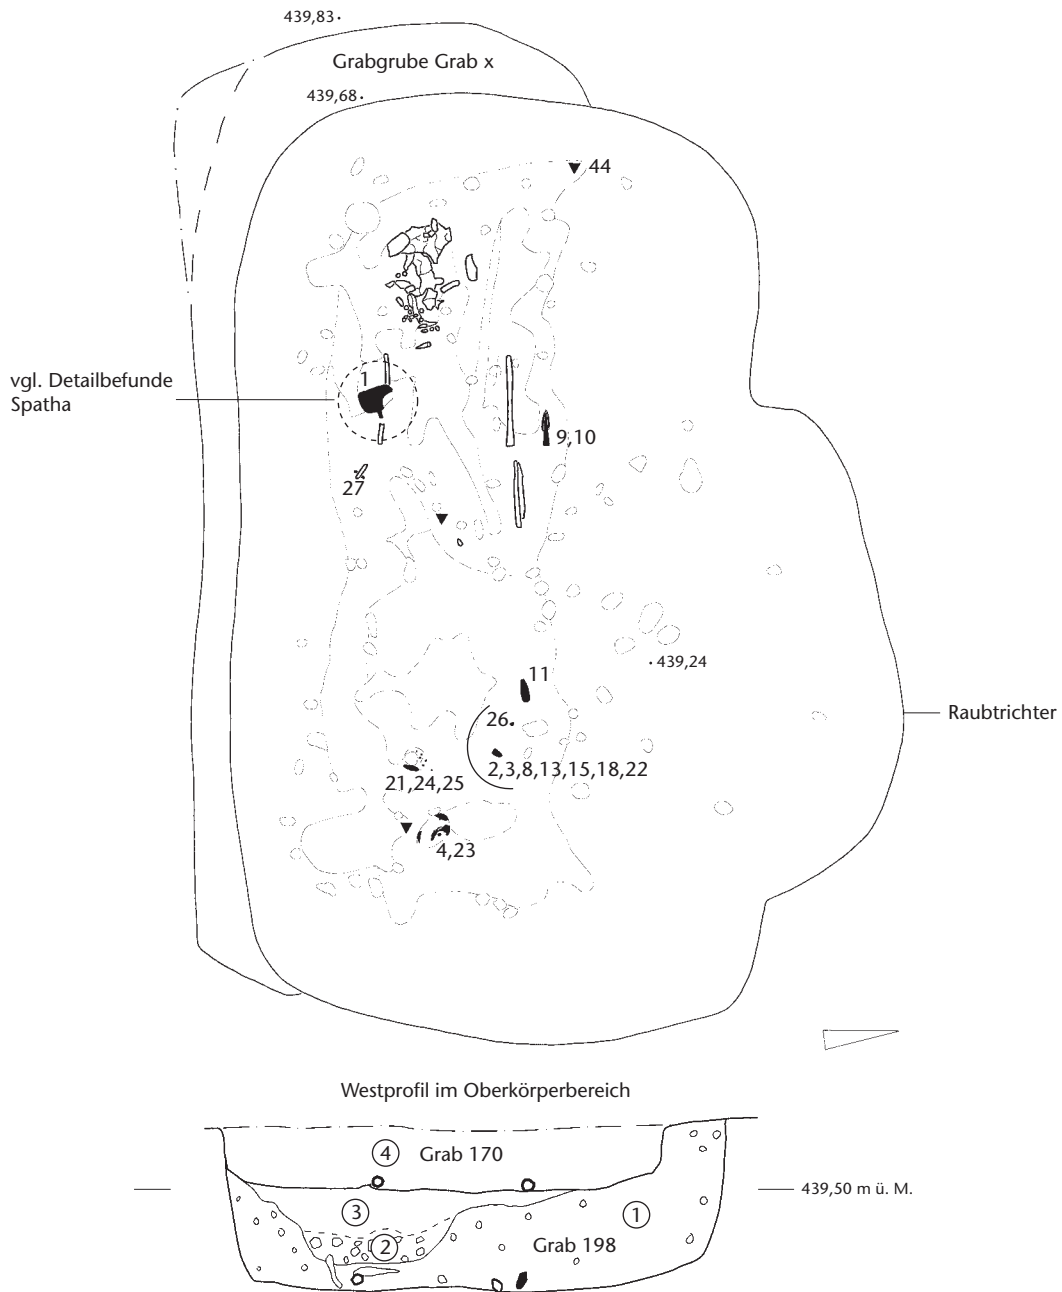 439,83
Grabgrube Grab x
439,68
44
vgl. Detailbefunde
Spatha
1
9,10
27
439,24
11
26
Raubtrichter
2,3,8,13,15,18,22
21,24,25
4,23
Westprofil im Oberkörperbereich
4 Grab 170
439,50 m ü. M.
3
1
2
Grab 198